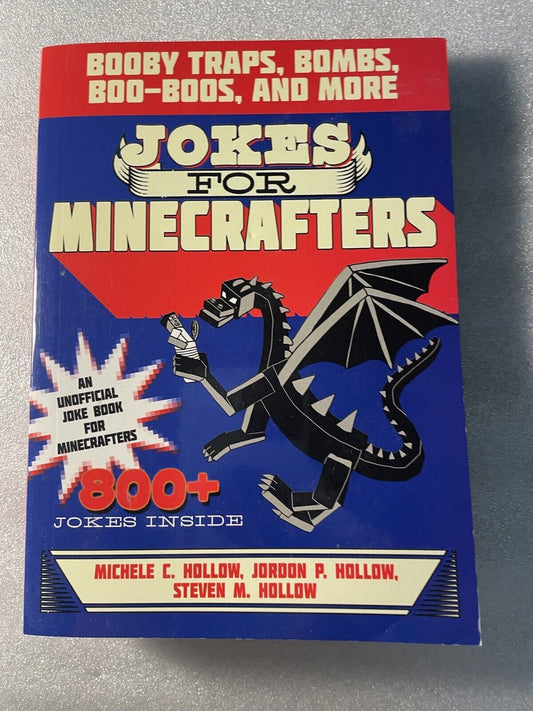 BOOBY TRAPS, BOMBS,
BOO-BOOS, AND MORE
JOKES
FOR
MINECRAFTERS
AN
UNOFFICIAL
JOKE BOOK
FOR
MINECRAFTERS
800+
JOKES INSIDE
MICHELE C. HOLLOW, JORDON P. HOLLOW,
STEVEN M. HOLLOW